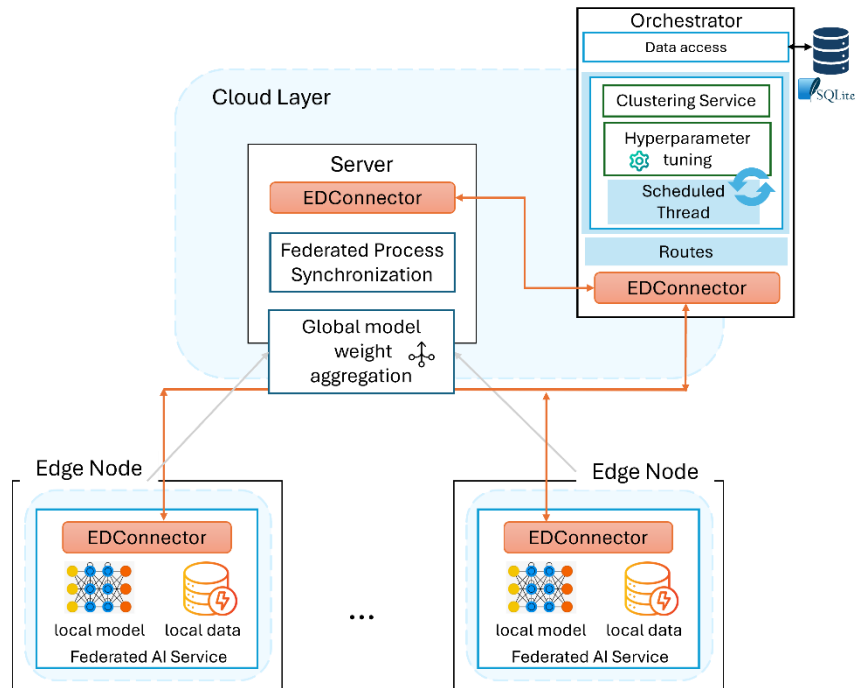 Orchestrator
Data access
SQLite
Cloud Layer
Clustering Service
Hyperparameter
tuning
Scheduled
Thread
Routes
EDConnector
Server
EDConnector
Federated Process
Synchronization
Global model
weight
aggregation
Edge Node
EDConnector
local model
local data
Federated AI Service
...
Edge Node
EDConnector
local model
local data
Federated AI Service